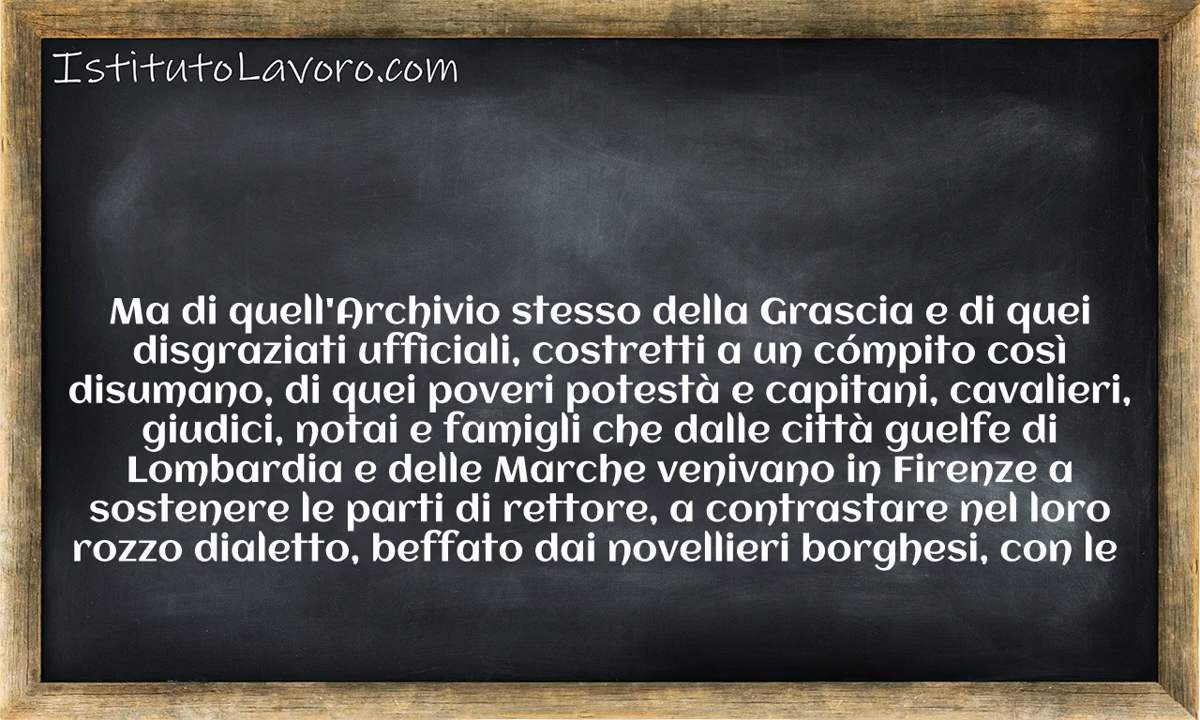 IstitutoLavoro.com
Ma di quell'Archivio stesso della Grascia e di quei
disgraziati ufficiali, costretti a un cómpito così
disumano, di quei poveri potestà e capitani, cavalieri,
giudici, notai e famigli che dalle città guelfe di
Lombardia e delle Marche venivano in Firenze a
sostenere le parti di rettore, a contrastare nel loro
rozzo dialetto, beffato dai novellieri borghesi, con le